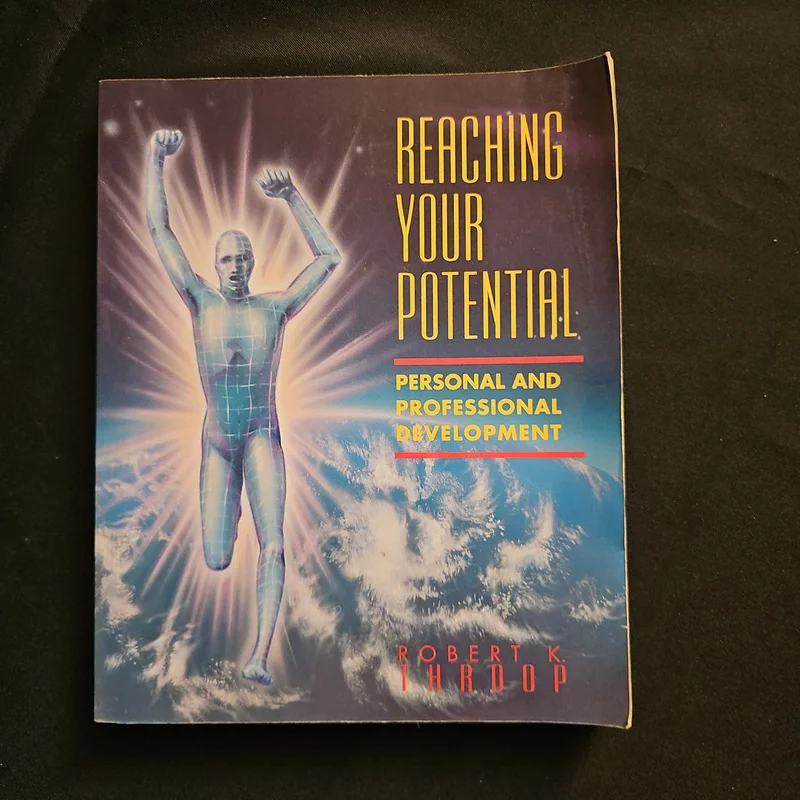 REACHING
YOUR
POTENTIAL
PERSONAL AND
PROFESSIONAL
DEVELOPMENT
ROBERT K.
THROOP